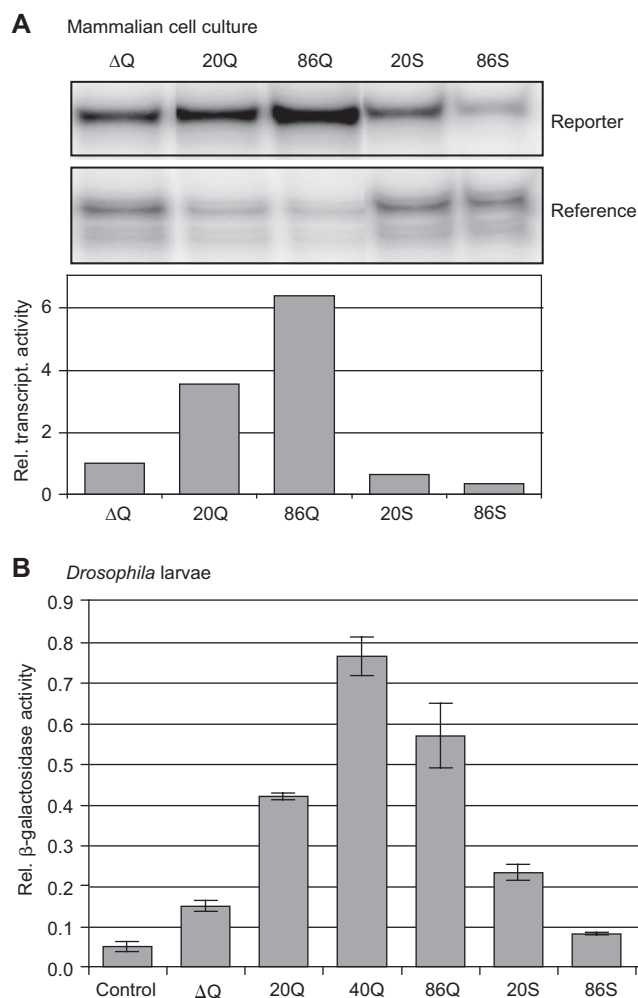 A Mammalian cell culture
ΔQ 20Q 86Q 20S 86S
Reporter
Reference
Rel. transcript. activity
6
4
2
0
ΔQ 20Q 86Q 20S 86S
B Drosophila larvae
Rel. β-galactosidase activity
0.9
0.8
0.7
0.6
0.5
0.4
0.3
0.2
0.1
0.0
Control ΔQ 20Q 40Q 86Q 20S 86S